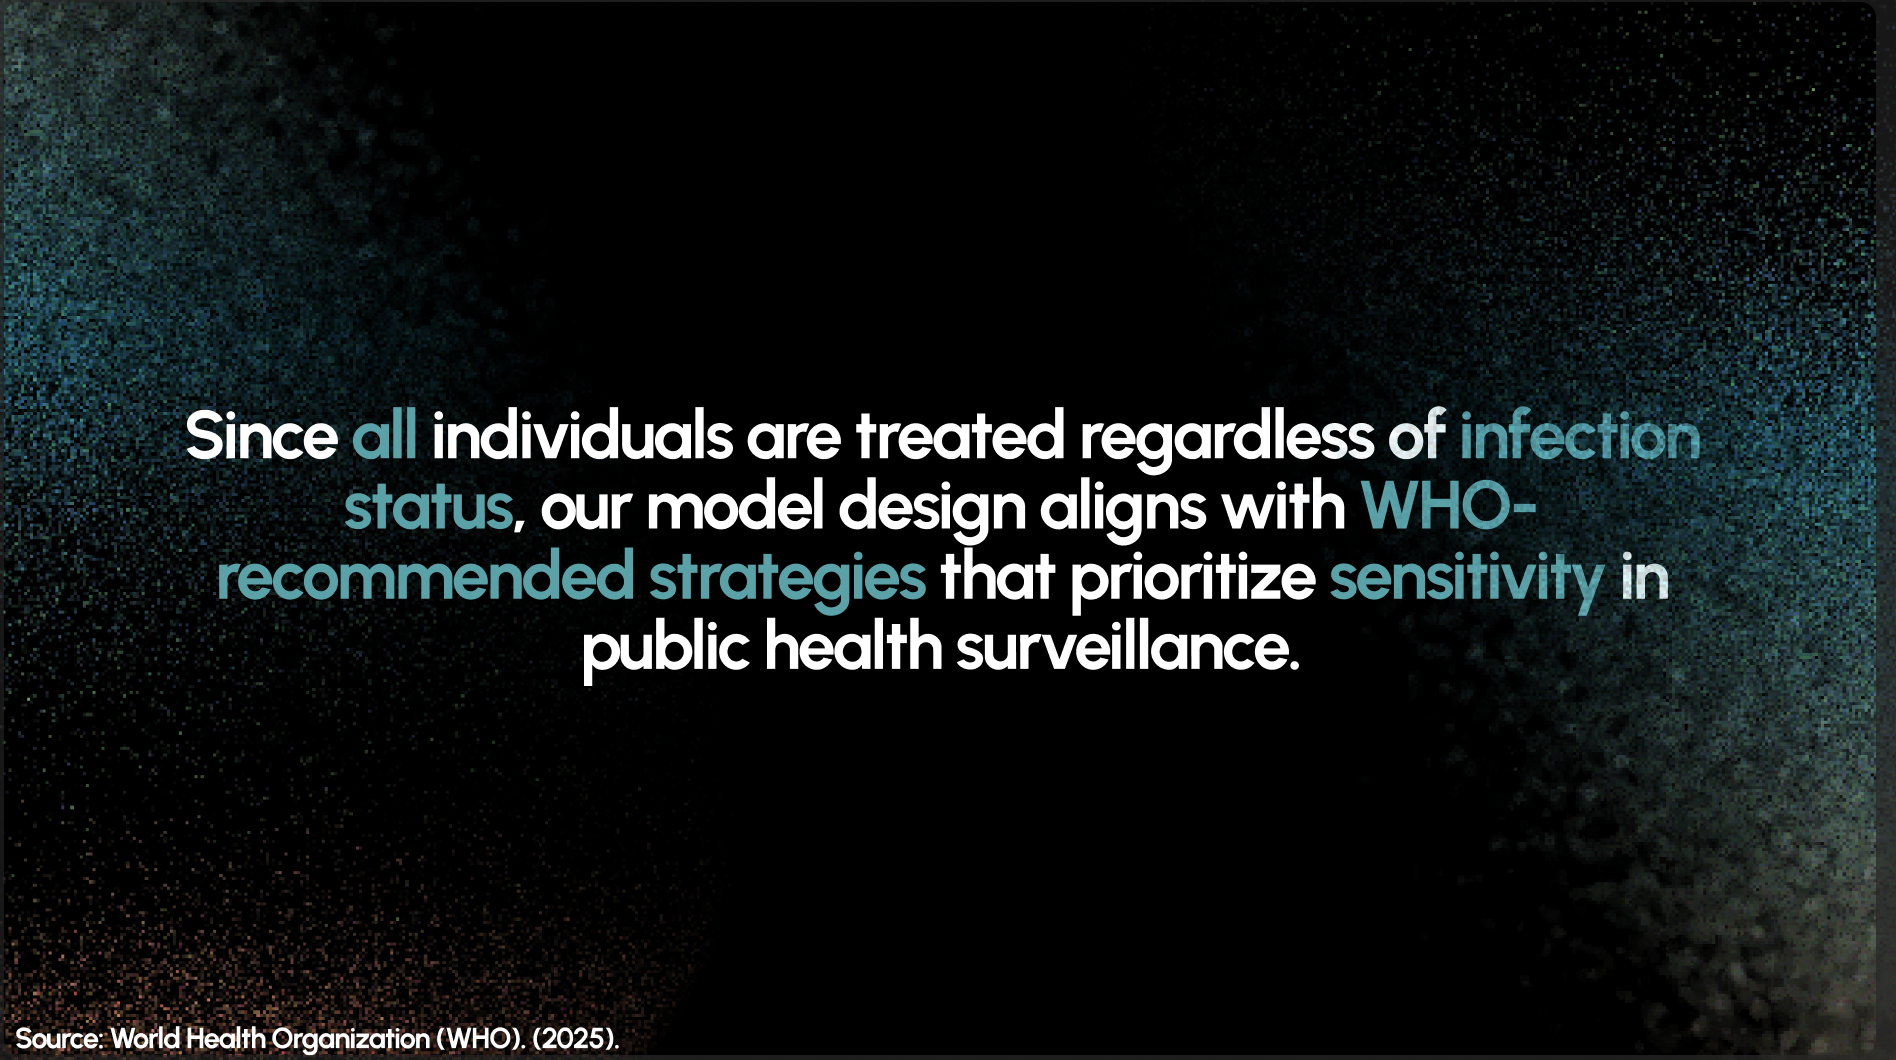 Since all individuals are treated regardless of infection
status, our model design aligns with WHO-
recommended strategies that prioritize sensitivity in
public health surveillance.
Source: World Health Organization (WHO). (2025).